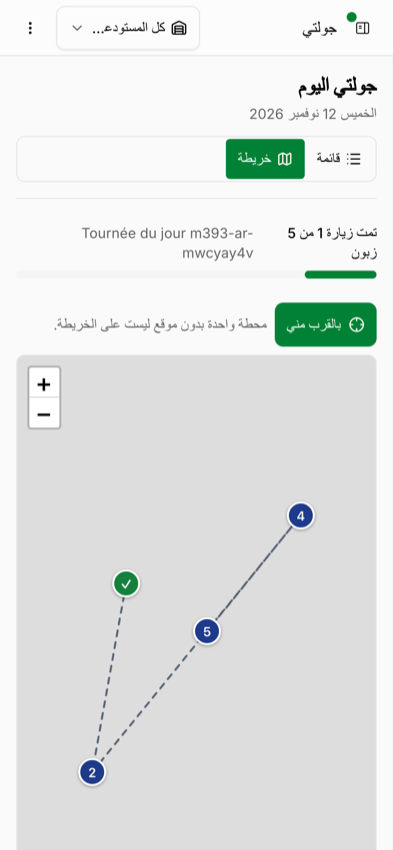 جولتي
كل المستودع...
جولتي اليوم
الخميس 12 نوفمبر 2026
قائمة
خريطة
تمت زيارة 1 من 5
زبون
Tournée du jour m393-ar-
mwcyay4v
بالقرب مني
محطة واحدة بدون موقع ليست على الخريطة.
+
−
4
5
2